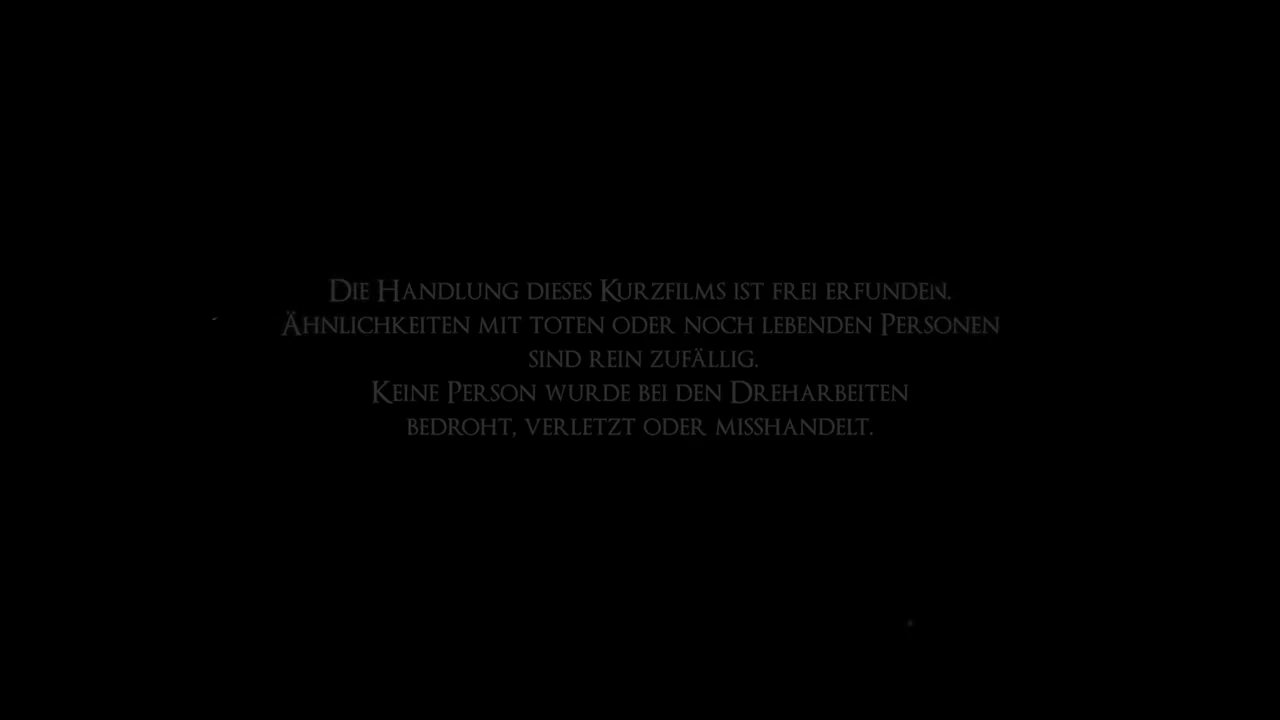 Die Handlung dieses Kurzfilms ist frei erfunden.
Ähnlichkeiten mit toten oder noch lebenden Personen
sind rein zufällig.
Keine Person wurde bei den Dreharbeiten
bedroht, verletzt oder misshandelt.